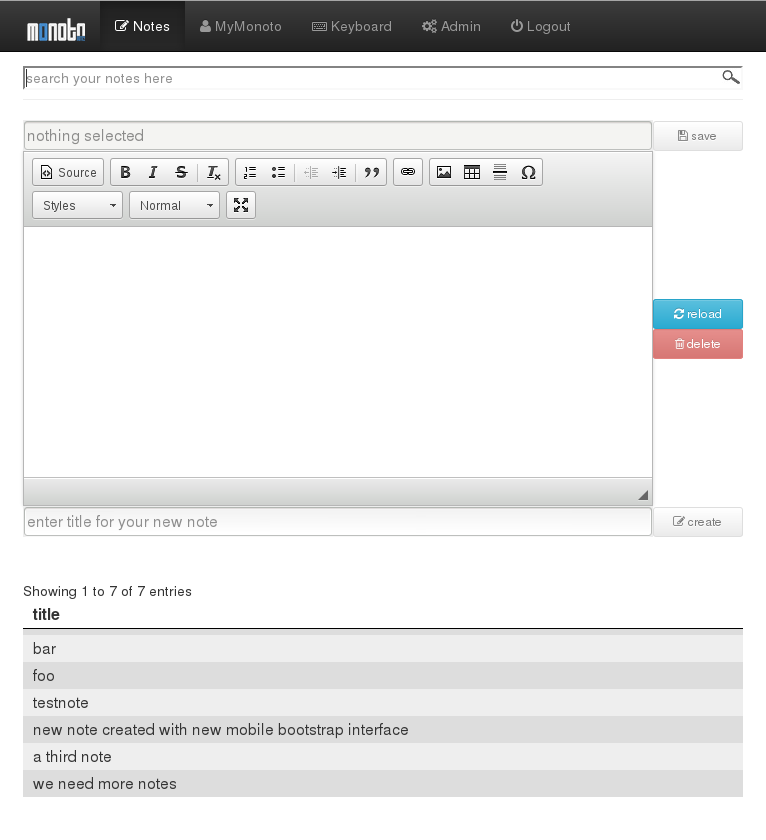 monoto Notes MyMonoto Keyboard Admin Logout
search your notes here
nothing selected save
Source B I S Ix Ω
Styles Normal
reload
delete
enter title for your new note create
Showing 1 to 7 of 7 entries
title
bar
foo
testnote
new note created with new mobile bootstrap interface
a third note
we need more notes